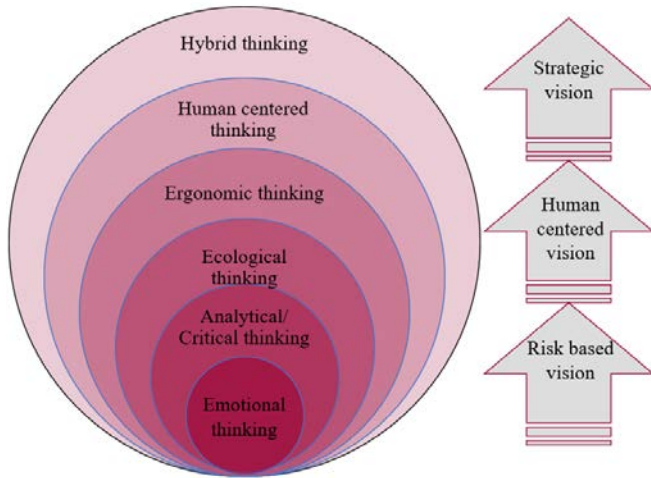 Hybrid thinking
Human centered
thinking
Ergonomic thinking
Ecological
thinking
Analytical/
Critical thinking
Emotional
thinking
Strategic
vision
Human
centered
vision
Risk based
vision